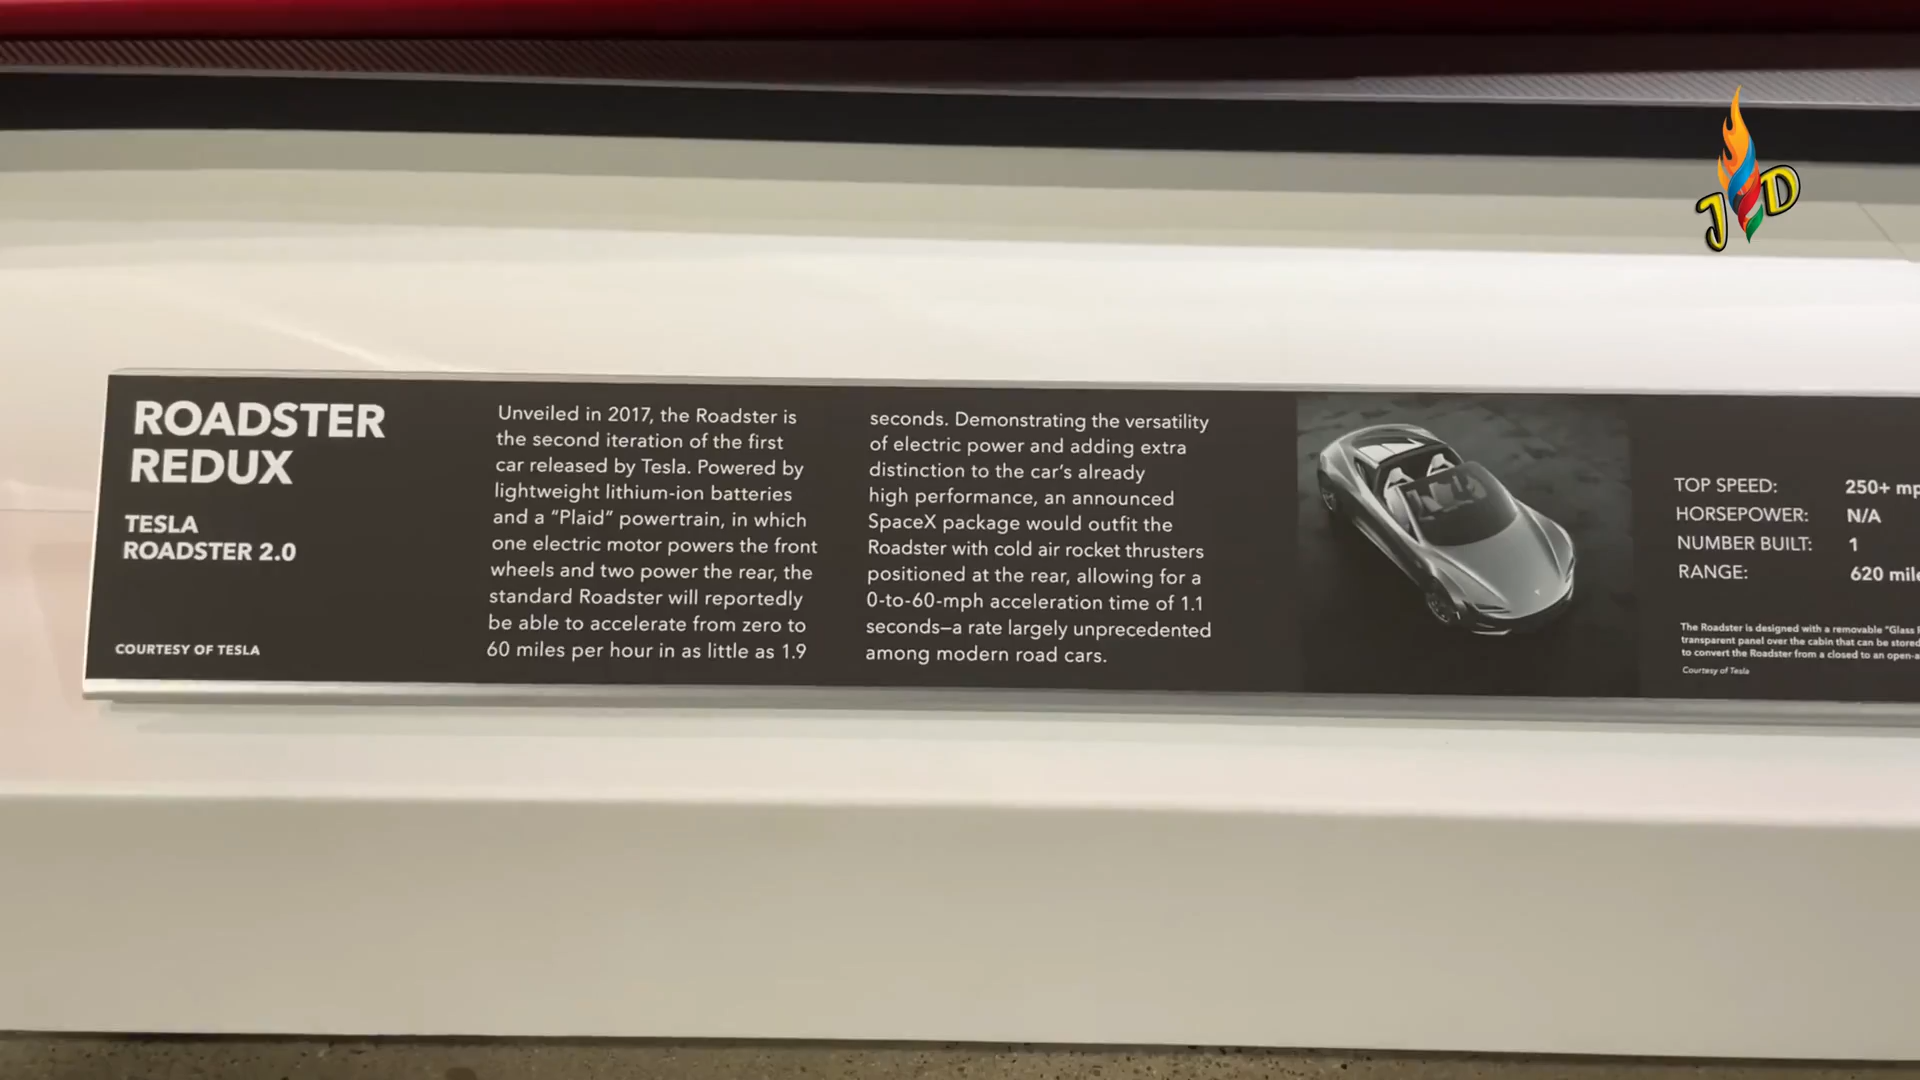 J D
ROADSTER
REDUX
TESLA
ROADSTER 2.0
COURTESY OF TESLA
Unveiled in 2017, the Roadster is
the second iteration of the first
car released by Tesla. Powered by
lightweight lithium-ion batteries
and a “Plaid” powertrain, in which
one electric motor powers the front
wheels and two power the rear, the
standard Roadster will reportedly
be able to accelerate from zero to
60 miles per hour in as little as 1.9
seconds. Demonstrating the versatility
of electric power and adding extra
distinction to the car’s already
high performance, an announced
SpaceX package would outfit the
Roadster with cold air rocket thrusters
positioned at the rear, allowing for a
0-to-60-mph acceleration time of 1.1
seconds—a rate largely unprecedented
among modern road cars.
TOP SPEED: 250+ mp
HORSEPOWER: N/A
NUMBER BUILT: 1
RANGE: 620 mile
The Roadster is designed with a removable “Glass
transparent panel over the cabin that can be stored
to convert the Roadster from a closed to an open-a
Courtesy of Tesla